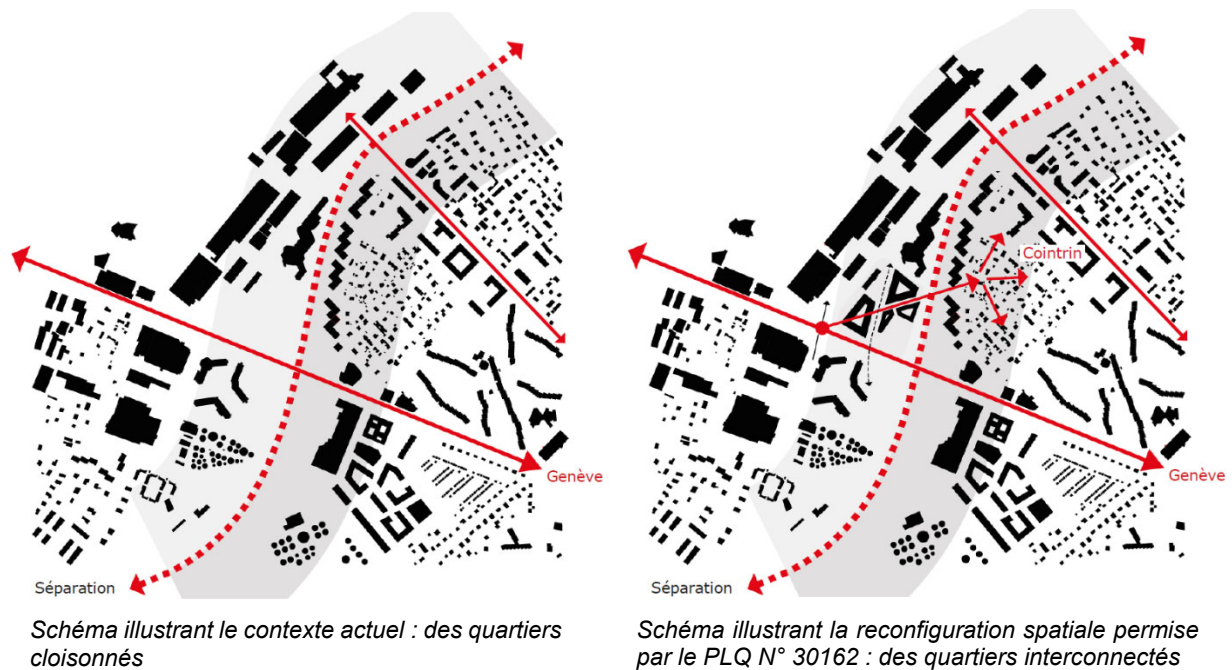 Genève
Séparation
Schéma illustrant le contexte actuel : des quartiers
cloisonnés
Cointrin
Genève
Séparation
Schéma illustrant la reconfiguration spatiale permise
par le PLQ N° 30162 : des quartiers interconnectés